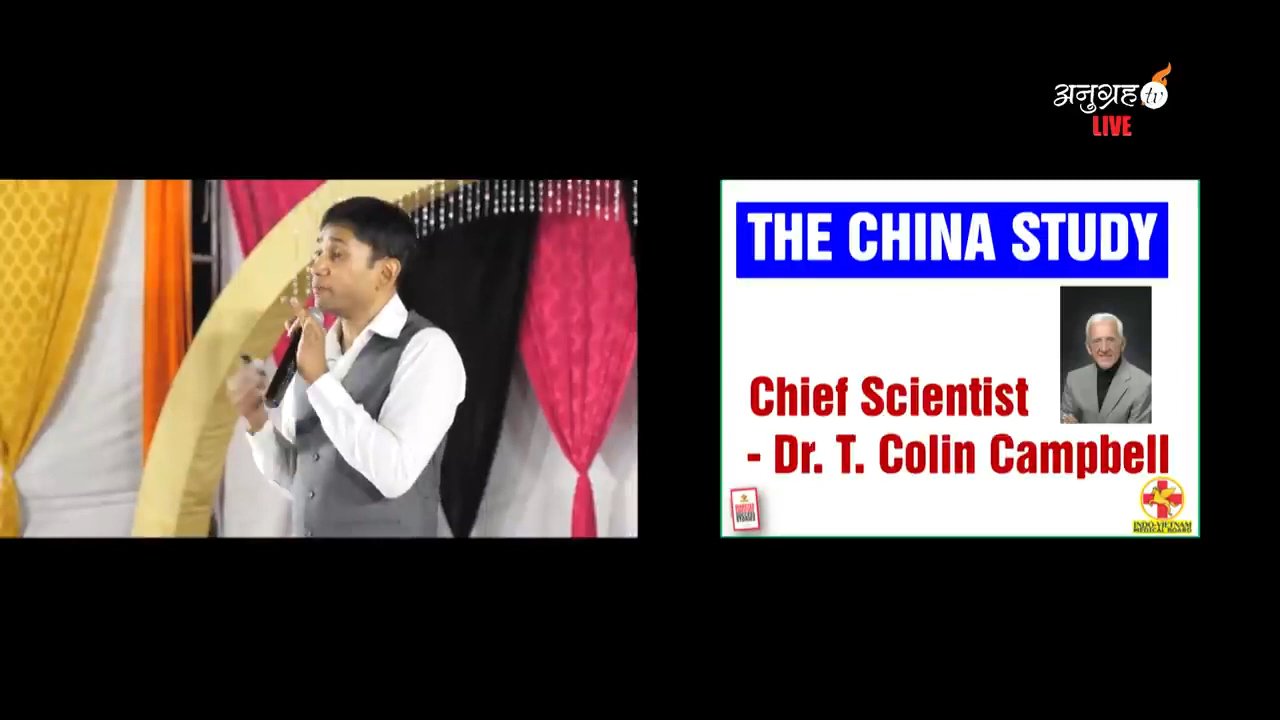 अनुग्रह tv
LIVE
THE CHINA STUDY
Chief Scientist
- Dr. T. Colin Campbell
INDO-VIETNAM
MEDICAL BOARD